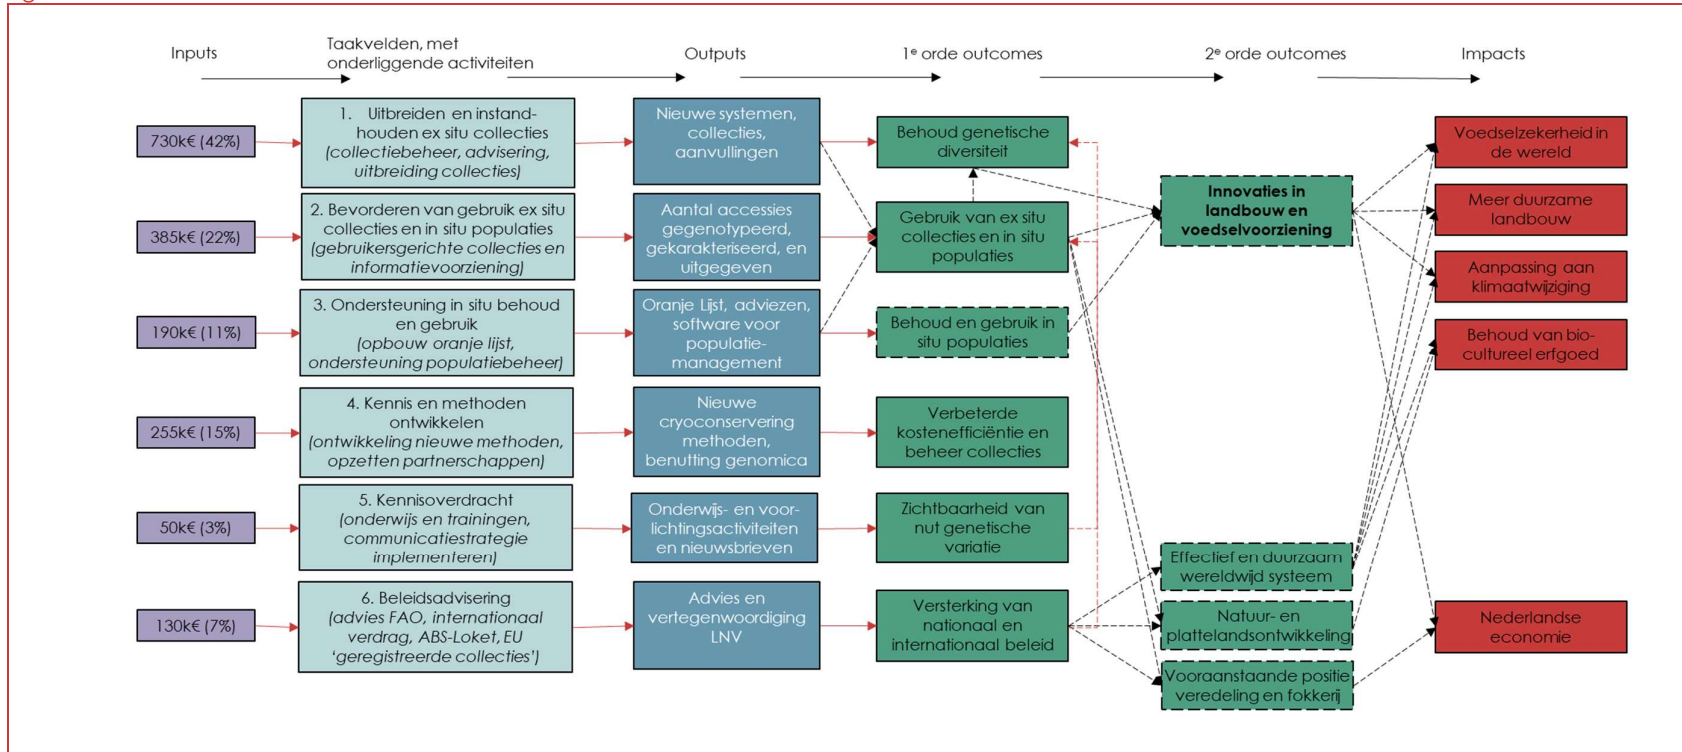 Inputs
Taakvelden, met
onderliggende activiteiten
Outputs
1e orde outcomes
2e orde outcomes
Impacts
730k€ (42%)
1. Uitbreiden en instand-
houden ex situ collecties
(collectiebeheer, advisering,
uitbreiding collecties)
Nieuwe systemen,
collecties,
aanvullingen
Behoud genetische
diversiteit
385k€ (22%)
2. Bevorderen van gebruik ex situ
collecties en in situ populaties
(gebruikersgerichte collecties en
informatievoorziening)
Aantal accessies
gegenotypeerd,
gekarakteriseerd, en
uitgegeven
Gebruik van ex situ
collecties en in situ
populaties
190k€ (11%)
3. Ondersteuning in situ behoud
en gebruik
(opbouw oranje lijst,
ondersteuning populatiebeheer)
Oranje Lijst, adviezen,
software voor
populatie-
management
Behoud en gebruik in
situ populaties
255k€ (15%)
4. Kennis en methoden
ontwikkelen
(ontwikkeling nieuwe methoden,
opzetten partnerschappen)
Nieuwe
cryoconservering
methoden,
benutting genomica
Verbeterde
kostenefficiëntie en
beheer collecties
50k€ (3%)
5. Kennisoverdracht
(onderwijs en trainingen,
communicatiestrategie
implementeren)
Onderwijs- en voor-
lichtingsactiviteiten
en nieuwsbrieven
Zichtbaarheid van
nut genetische
variatie
130k€ (7%)
6. Beleidsadvisering
(advies FAO, internationaal
verdrag, ABS-Loket, EU
‘geregistreerde collecties’)
Advies en
vertegenwoordiging
LNV
Versterking van
nationaal en
internationaal beleid
Innovaties in
landbouw en
voedselvoorziening
Effectief en duurzaam
wereldwijd systeem
Natuur- en
plattelandsontwikkeling
Vooraanstaande positie
veredeling en fokkerij
Voedselzekerheid in
de wereld
Meer duurzame
landbouw
Aanpassing aan
klimaatwijziging
Behoud van bio-
cultureel erfgoed
Nederlandse
economie